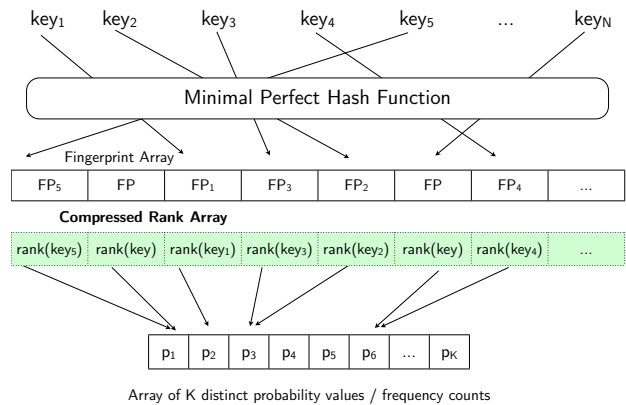 key₁ key₂ key₃ key₄ key₅ ... keyN
Minimal Perfect Hash Function
Fingerprint Array
FP₅ FP FP₁ FP₃ FP₂ FP FP₄ ...
Compressed Rank Array
rank(key₅) rank(key) rank(key₁) rank(key₃) rank(key₂) rank(key) rank(key₄) ...
p₁ p₂ p₃ p₄ p₅ p₆ ... pK
Array of K distinct probability values / frequency counts